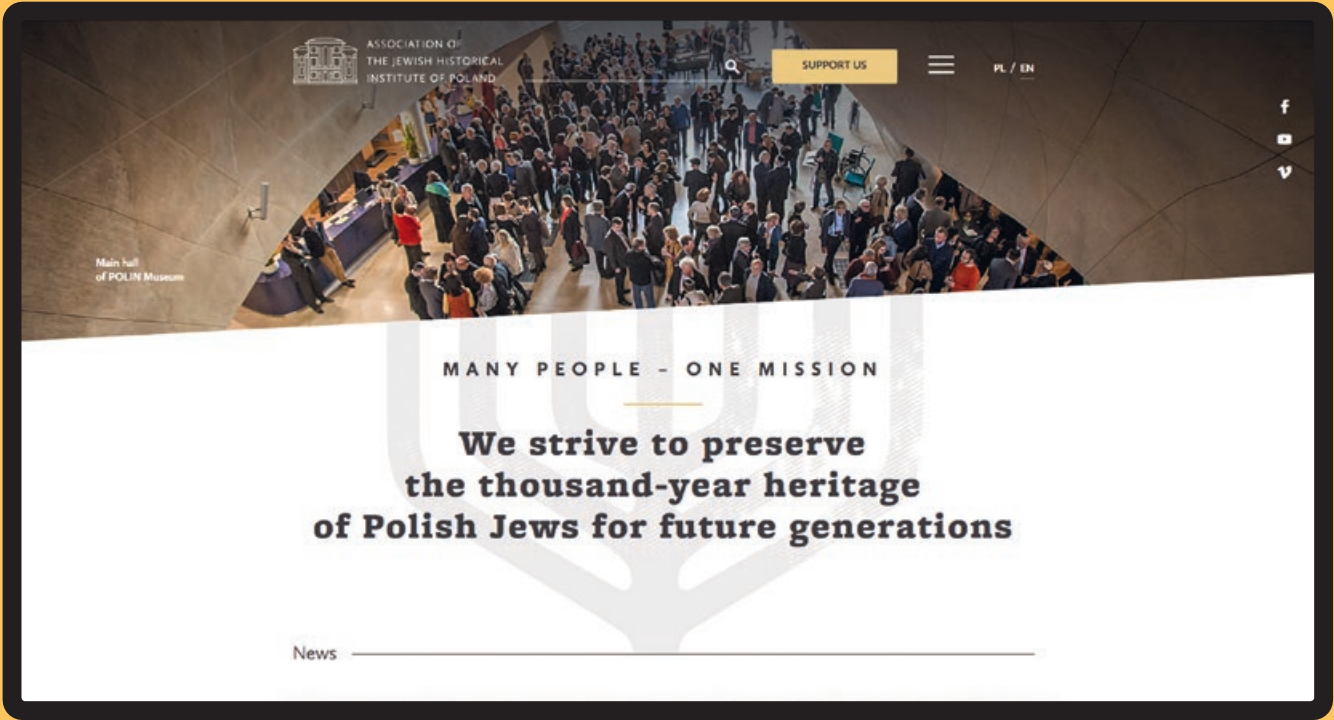 ASSOCIATION OF
THE JEWISH HISTORICAL
INSTITUTE OF POLAND
SUPPORT US
PL / EN
Main hall
of POLIN Museum
MANY PEOPLE – ONE MISSION
We strive to preserve
the thousand-year heritage
of Polish Jews for future generations
News